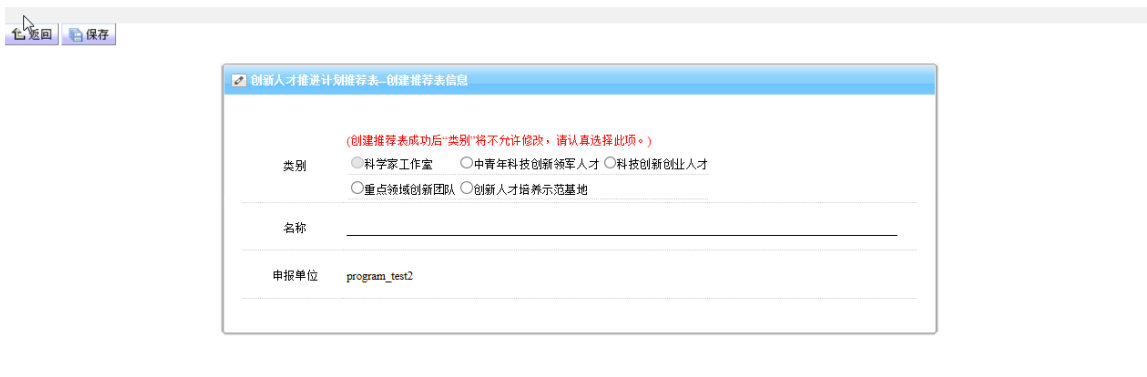 返回 保存
创新人才推进计划推荐表--创建推荐表信息
(创建推荐表成功后“类别”将不允许修改，请认真选择此项。)
类别
科学家工作室 中青年科技创新领军人才 科技创新创业人才
重点领域创新团队 创新人才培养示范基地
名称
申报单位 program_test2